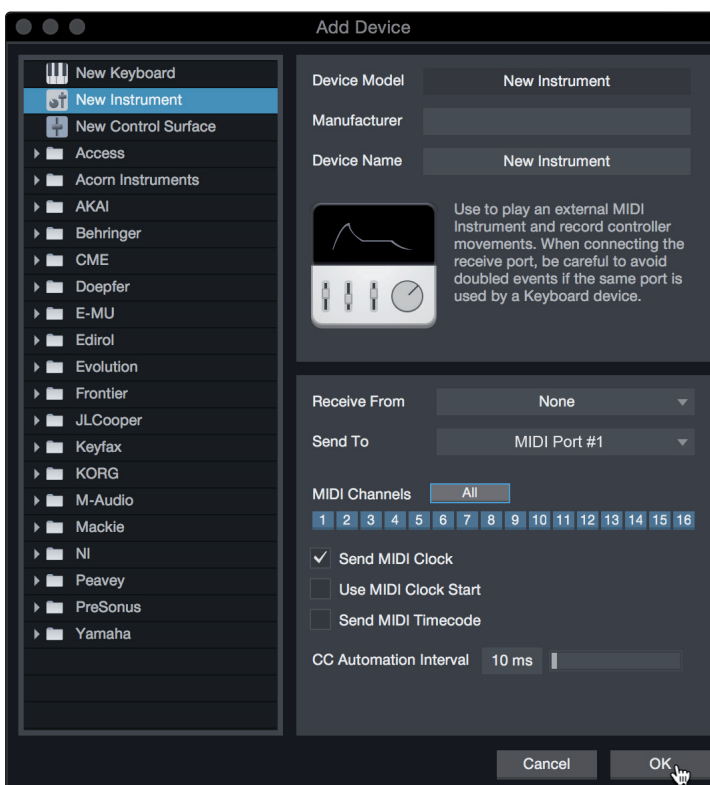 Add Device
New Keyboard
New Instrument
New Control Surface
Access
Acorn Instruments
AKAI
Behringer
CME
Doepfer
E-MU
Edirol
Evolution
Frontier
JLCooper
Keyfax
KORG
M-Audio
Mackie
NI
Peavey
PreSonus
Yamaha
Device Model New Instrument
Manufacturer
Device Name New Instrument
Use to play an external MIDI
Instrument and record controller
movements. When connecting the
receive port, be careful to avoid
doubled events if the same port is
used by a Keyboard device.
Receive From None
Send To MIDI Port #1
MIDI Channels All
1 2 3 4 5 6 7 8 9 10 11 12 13 14 15 16
Send MIDI Clock
Use MIDI Clock Start
Send MIDI Timecode
CC Automation Interval 10 ms
Cancel OK